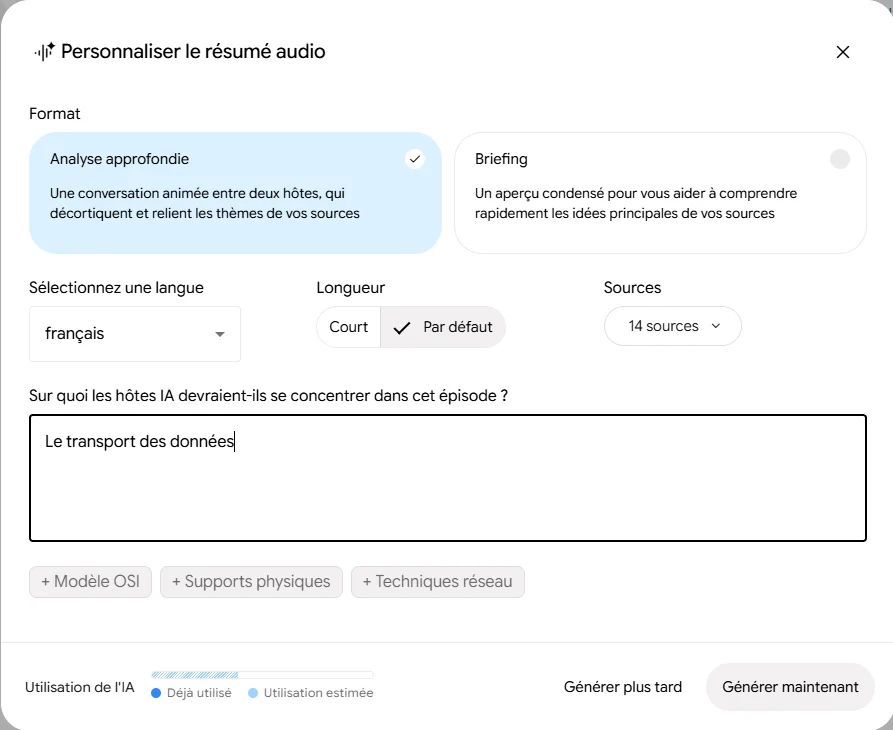 Personnaliser le résumé audio
Format
Analyse approfondie
Une conversation animée entre deux hôtes, qui
décortiquent et relient les thèmes de vos sources
Briefing
Un aperçu condensé pour vous aider à comprendre
rapidement les idées principales de vos sources
Sélectionnez une langue
français
Longueur
Court
Par défaut
Sources
14 sources
Sur quoi les hôtes IA devraient-ils se concentrer dans cet épisode ?
Le transport des données
+ Modèle OSI
+ Supports physiques
+ Techniques réseau
Utilisation de l'IA
Déjà utilisé
Utilisation estimée
Générer plus tard
Générer maintenant